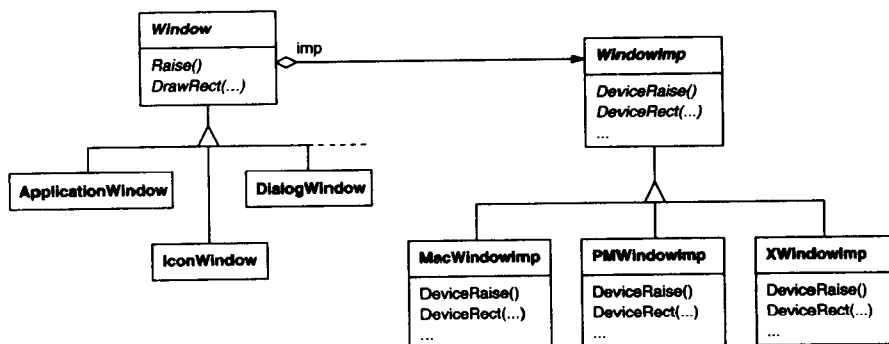 Window
Raise()
DrawRect(...)
imp
WindowImp
DeviceRaise()
DeviceRect(...)
...
ApplicationWindow
DialogWindow
IconWindow
MacWindowImp
DeviceRaise()
DeviceRect(...)
...
PMWindowImp
DeviceRaise()
DeviceRect(...)
...
XWindowImp
DeviceRaise()
DeviceRect(...)
...